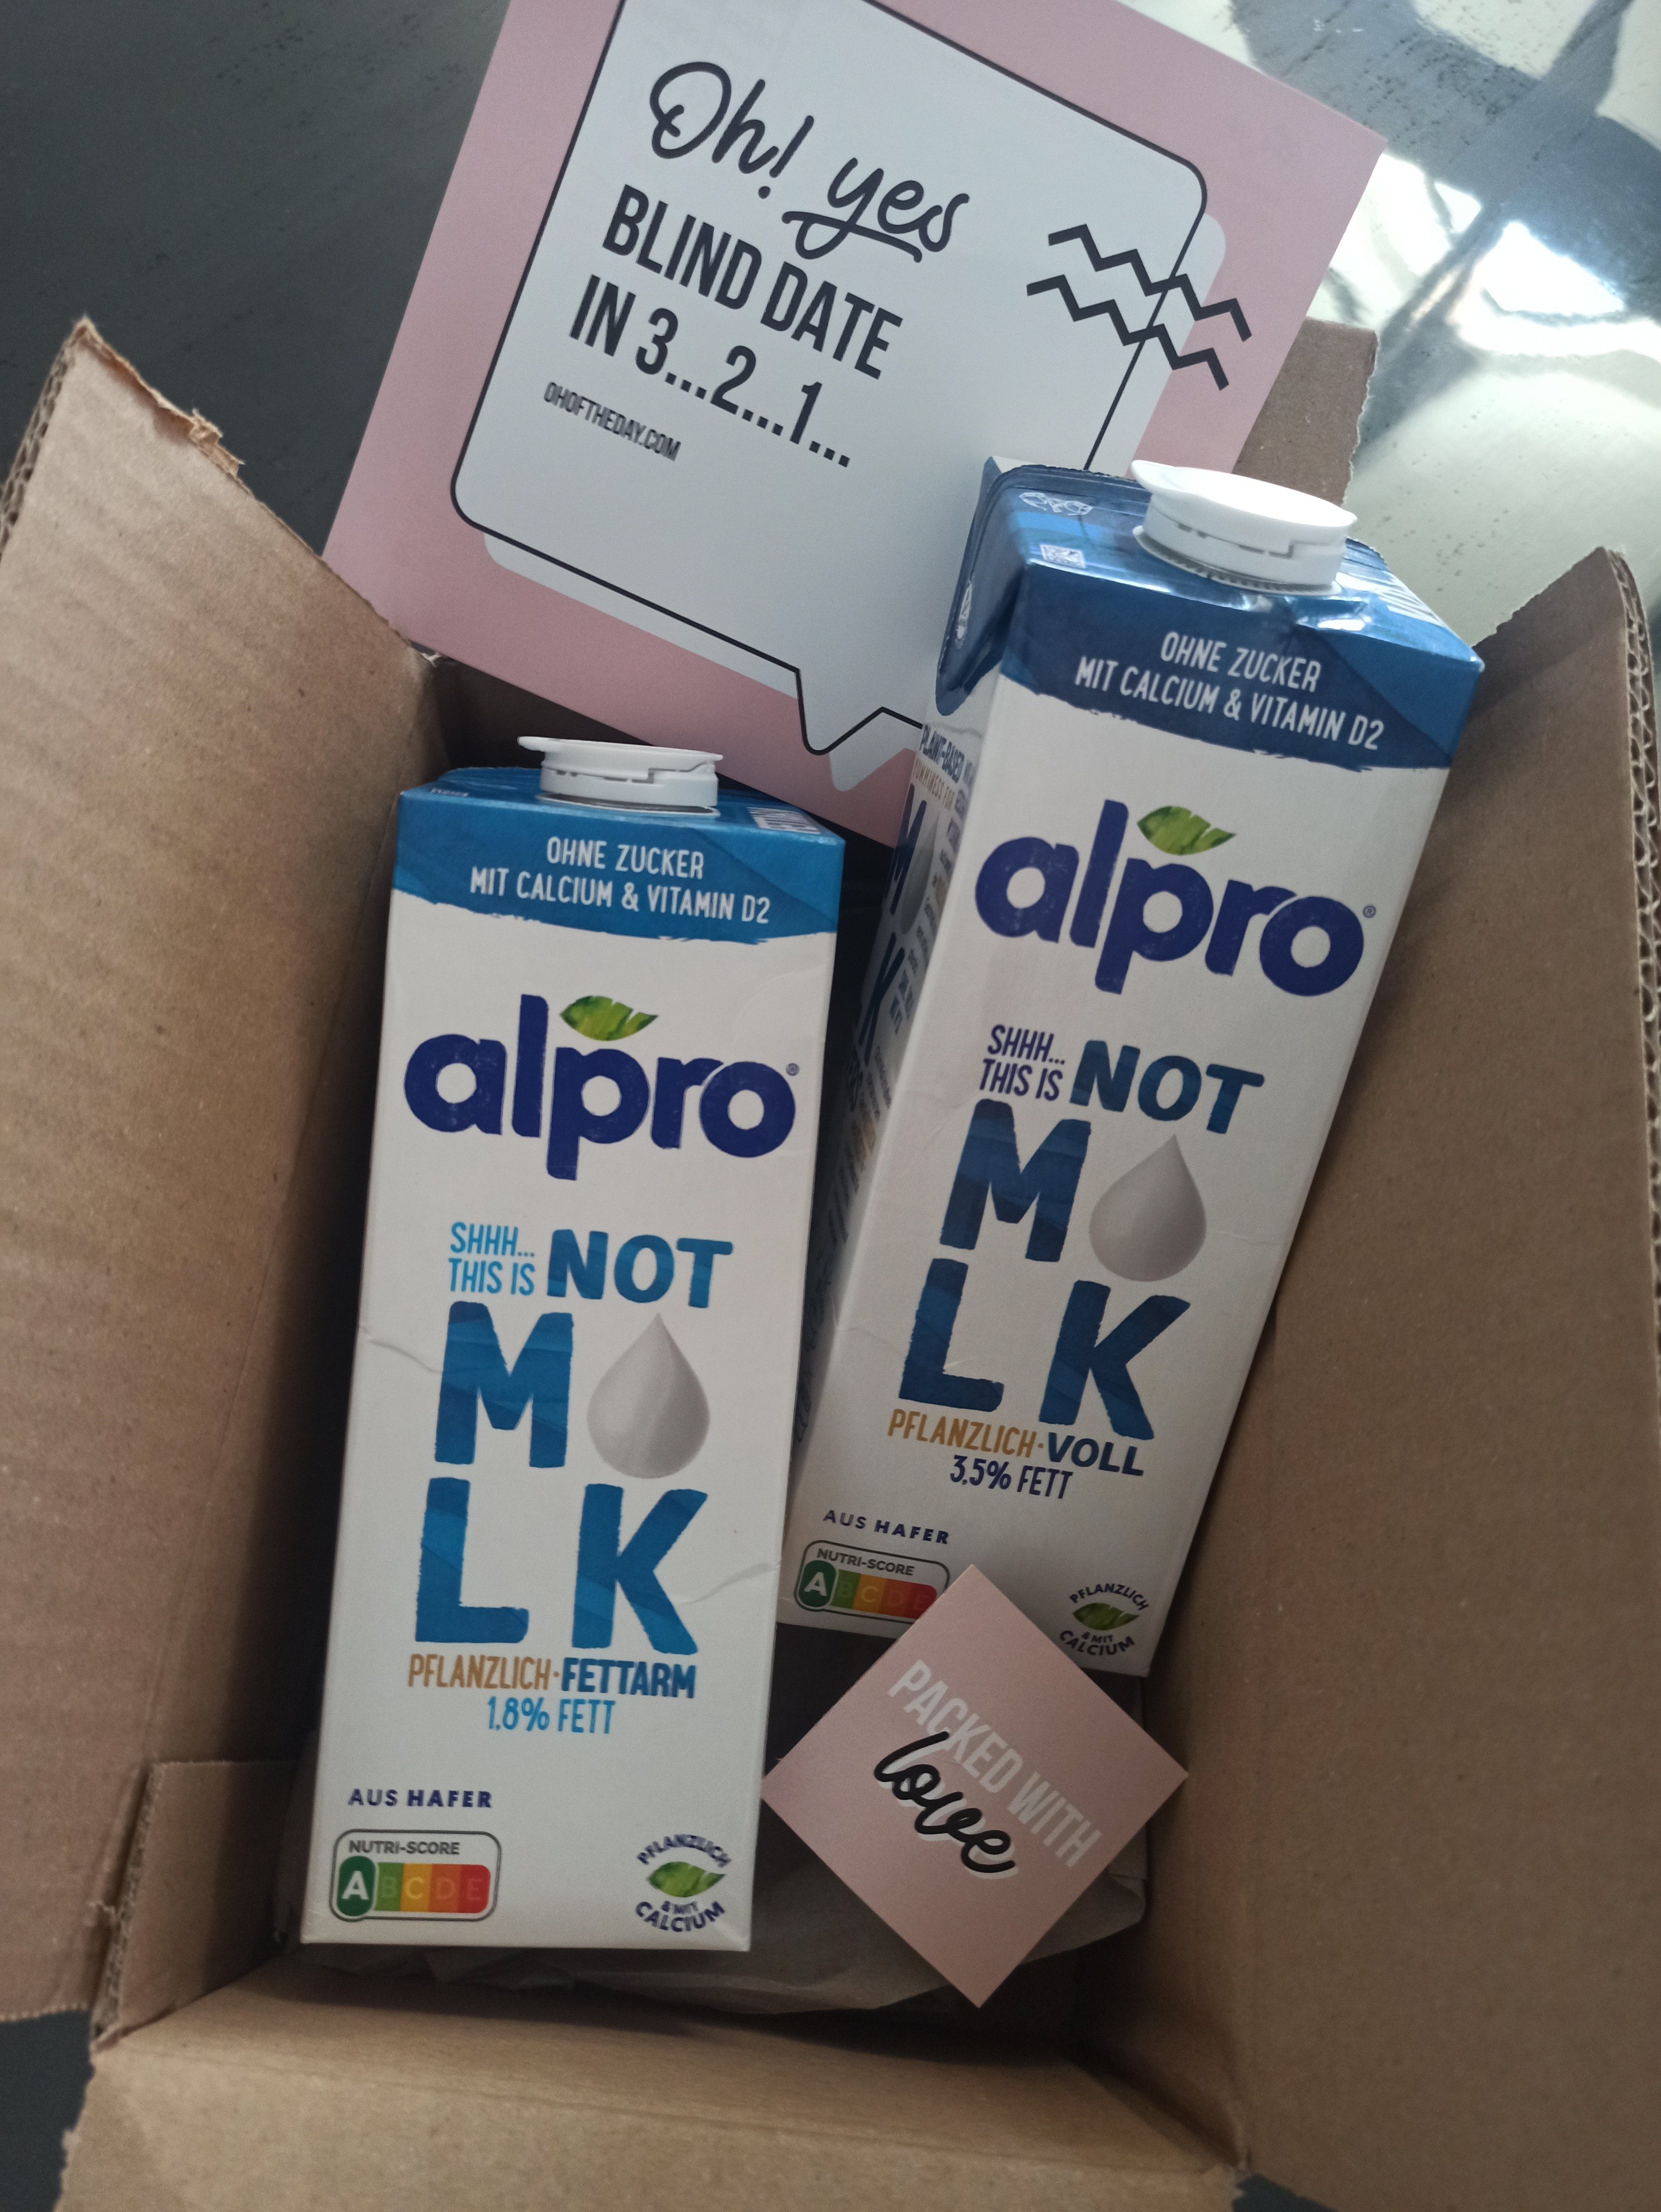 Oh! yes
BLIND DATE
IN 3...2...1...
OHOFTHEDAY.COM
OHNE ZUCKER
MIT CALCIUM & VITAMIN D2
alpro®
SHHH...
THIS IS NOT
M LK
PFLANZLICH·VOLL
3,5% FETT
AUS HAFER
NUTRI-SCORE
A B C D E
PFLANZLICH
& MIT
CALCIUM
PLANT-BASED
OHNE ZUCKER
MIT CALCIUM & VITAMIN D2
alpro®
SHHH...
THIS IS NOT
M
L K
PFLANZLICH·FETTARM
1,8% FETT
AUS HAFER
NUTRI-SCORE
A B C D E
PFLANZLICH
& MIT
CALCIUM
PACKED WITH
love